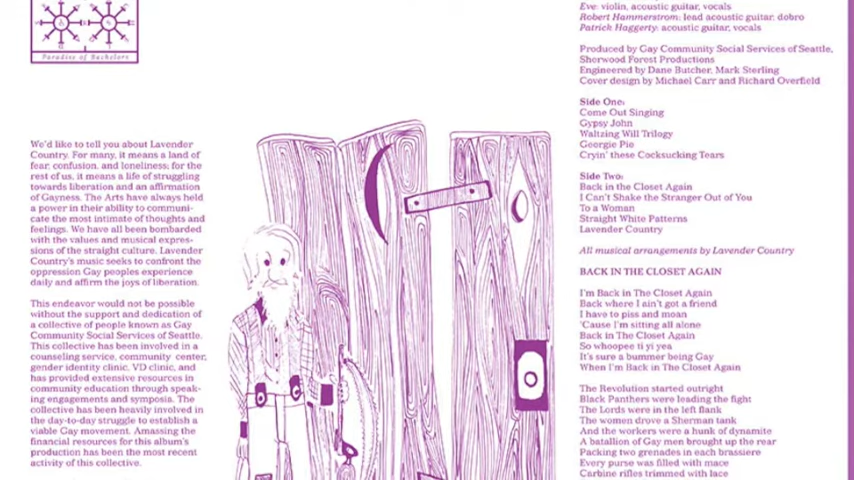 Paradise of Bachelors
We'd like to tell you about Lavender
Country. For many, it means a land of
fear, confusion, and loneliness; for the
rest of us, it means a life of struggling
towards liberation and an affirmation
of Gayness. The Arts have always held
a power in their ability to communi-
cate the most intimate of thoughts and
feelings. We have all been bombarded
with the values and musical expres-
sions of the straight culture. Lavender
Country's music seeks to confront the
oppression Gay peoples experience
daily and affirm the joys of liberation.
This endeavor would not be possible
without the support and dedication of
a collective of people known as Gay
Community Social Services of Seattle.
This collective has been involved in a
counseling service, community center,
gender identity clinic, VD clinic, and
has provided extensive resources in
community education through speak-
ing engagements and symposia. The
collective has been heavily involved in
the day-to-day struggle to establish a
viable Gay movement. Amassing the
financial resources for this album's
production has been the most recent
activity of this collective.
Eve: violin, acoustic guitar, vocals
Robert Hammerstrom: lead acoustic guitar, dobro
Patrick Haggerty: acoustic guitar, vocals
Produced by Gay Community Social Services of Seattle,
Sherwood Forest Productions
Engineered by Dane Butcher, Mark Sterling
Cover design by Michael Carr and Richard Overfield
Side One:
Come Out Singing
Gypsy John
Waltzing Will Trilogy
Georgie Pie
Cryin' these Cocksucking Tears
Side Two:
Back in the Closet Again
I Can't Shake the Stranger Out of You
To a Woman
Straight White Patterns
Lavender Country
All musical arrangements by Lavender Country
BACK IN THE CLOSET AGAIN
I'm Back in The Closet Again
Back where I ain't got a friend
I have to piss and moan
'Cause I'm sitting all alone
Back in The Closet Again
So whoopee ti yi yea
It's sure a bummer being Gay
When I'm Back in The Closet Again
The Revolution started outright
Black Panthers were leading the fight
The Lords were in the left flank
The women drove a Sherman tank
And the workers were a hunk of dynamite
A batallion of Gay men brought up the rear
Packing two grenades in each brassiere
Every purse was filled with mace
Carbine rifles trimmed with lace